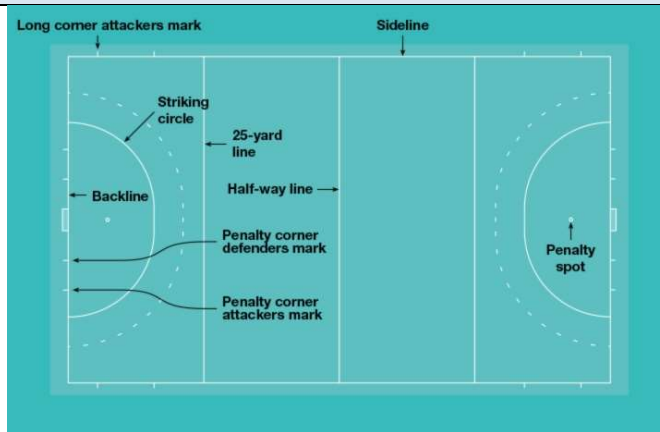 Long corner attackers mark
Sideline
Striking
circle
25-yard
line
Half-way line
Backline
Penalty corner
defenders mark
Penalty
spot
Penalty corner
attackers mark